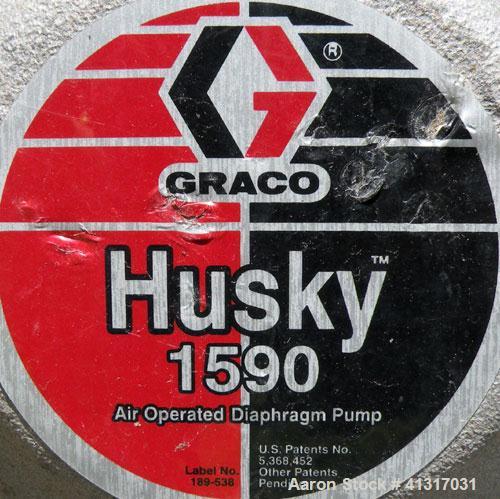 G ®
GRACO
Husky™
1590
Air Operated Diaphragm Pump
Label No.
189-538
U.S. Patents No.
5,368,452
Other Patents
Pending
Aaron Stock # 41317031